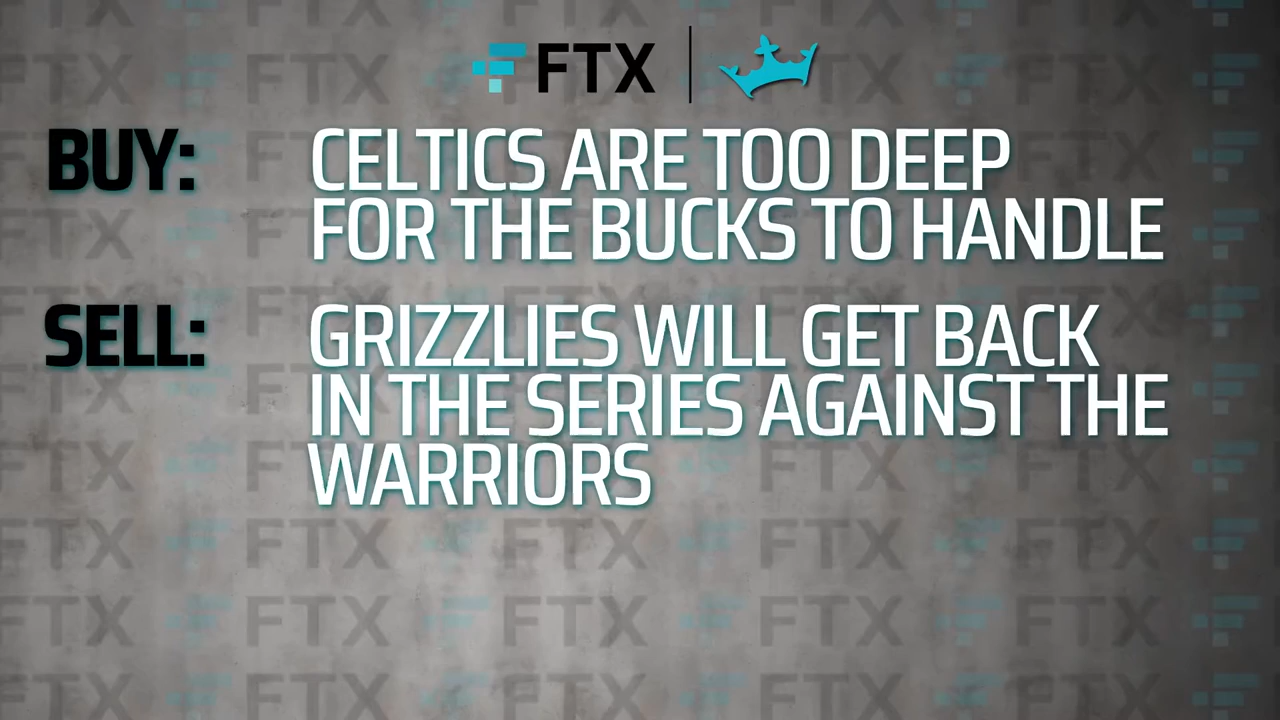 FTX
BUY: CELTICS ARE TOO DEEP
FOR THE BUCKS TO HANDLE
SELL: GRIZZLIES WILL GET BACK
IN THE SERIES AGAINST THE
WARRIORS